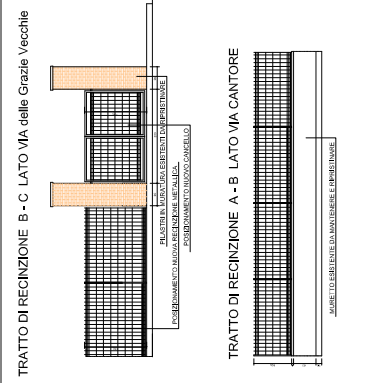 TRATTO DI RECINZIONE B - C LATO VIA delle Grazie Vecchie
PILASTRI IN MURATURA ESISTENTI DA RIPRISTINARE
POSIZIONAMENTO NUOVA RECINZIONE METALLICA
POSIZIONAMENTO NUOVO CANCELLO
TRATTO DI RECINZIONE A - B LATO VIA CANTORE
MURETTO ESISTENTE DA MANTENERE E RIPRISTINARE